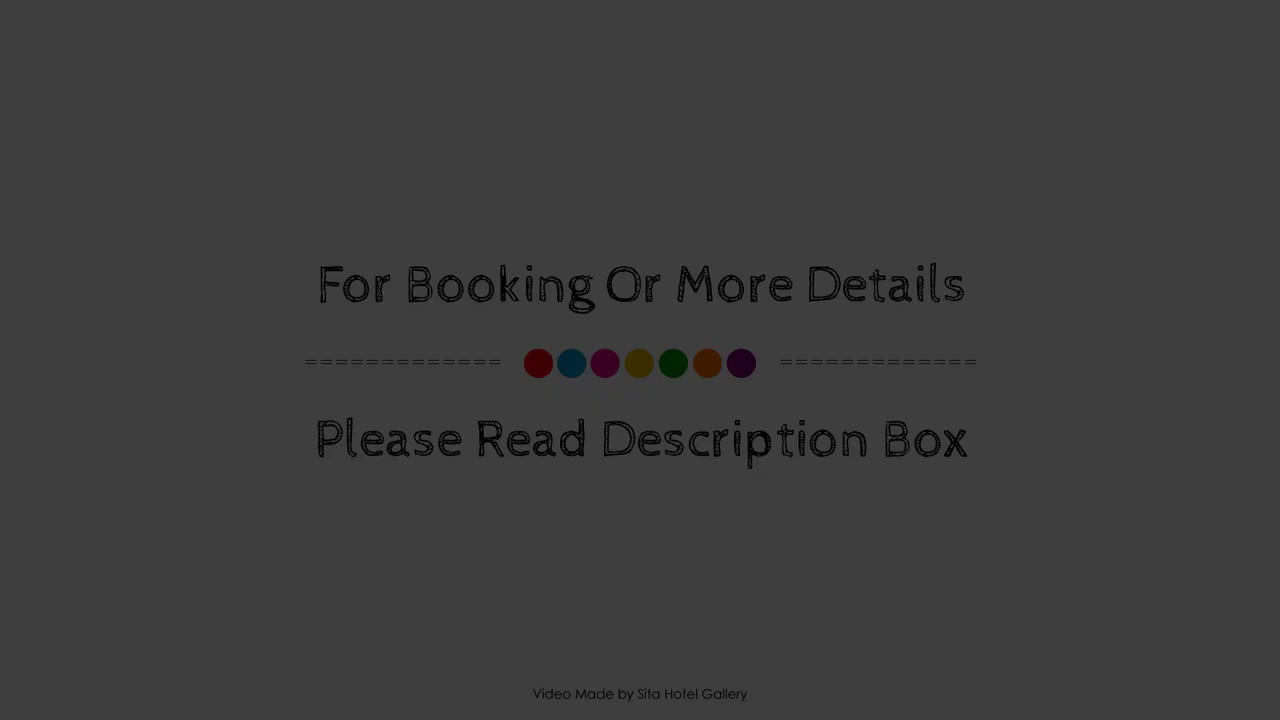 For Booking Or More Details
============= =============
Please Read Description Box
Video Made by Sita Hotel Gallery